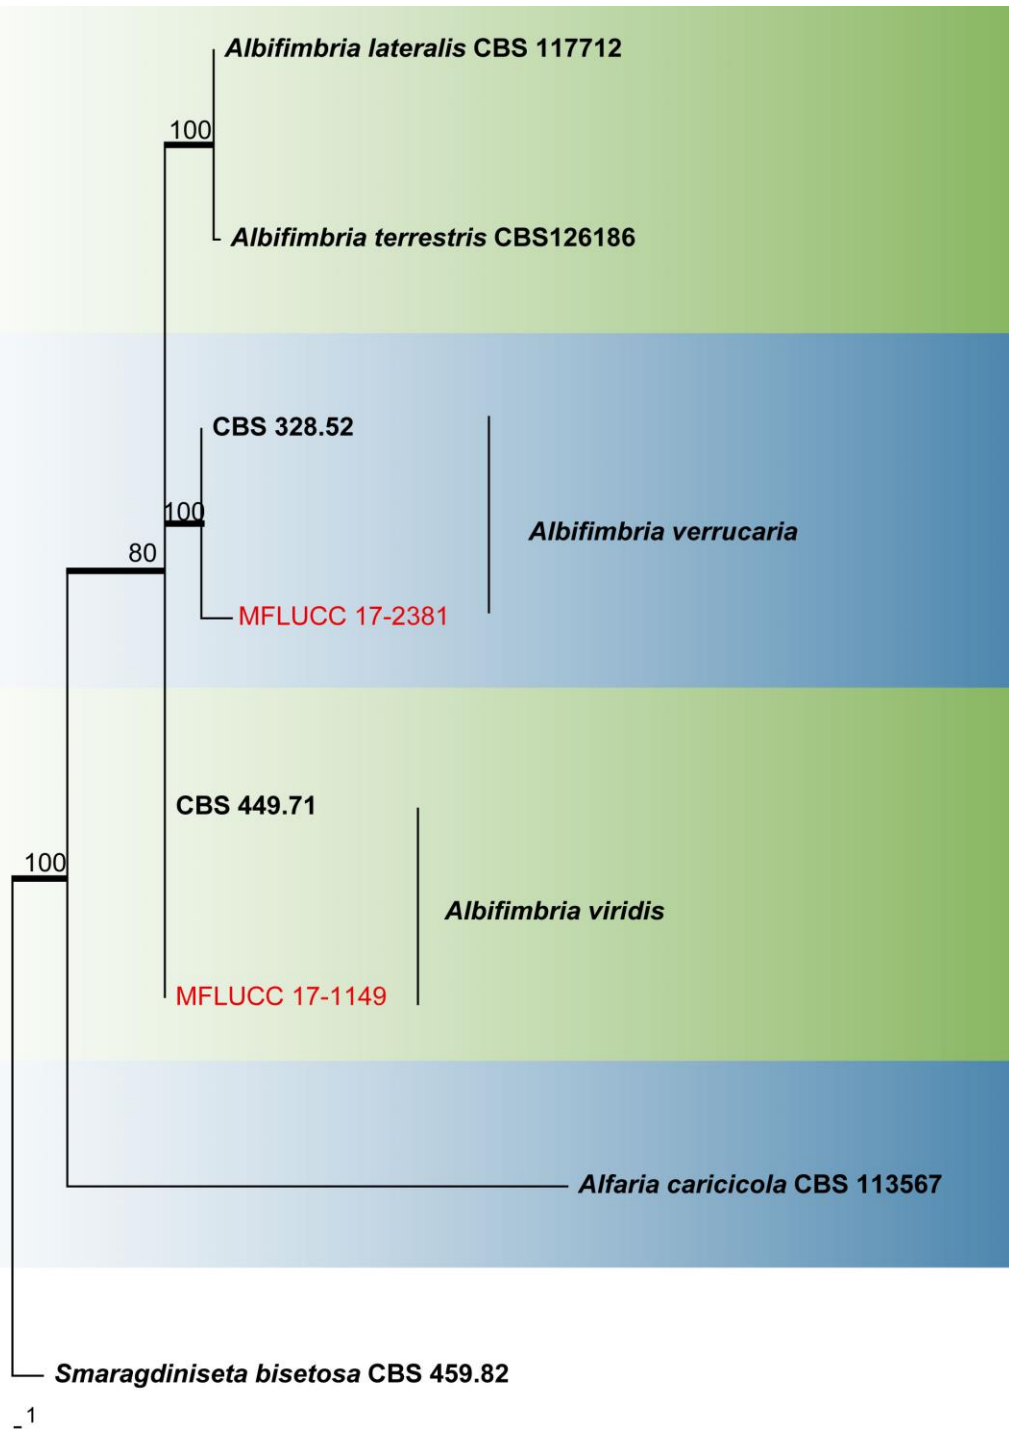 Albifimbria lateralis CBS 117712
100
Albifimbria terrestris CBS126186
CBS 328.52
100
Albifimbria verrucaria
80
MFLUCC 17-2381
CBS 449.71
100
Albifimbria viridis
MFLUCC 17-1149
Alfaria caricicola CBS 113567
Smaragdiniseta bisetosa CBS 459.82
1